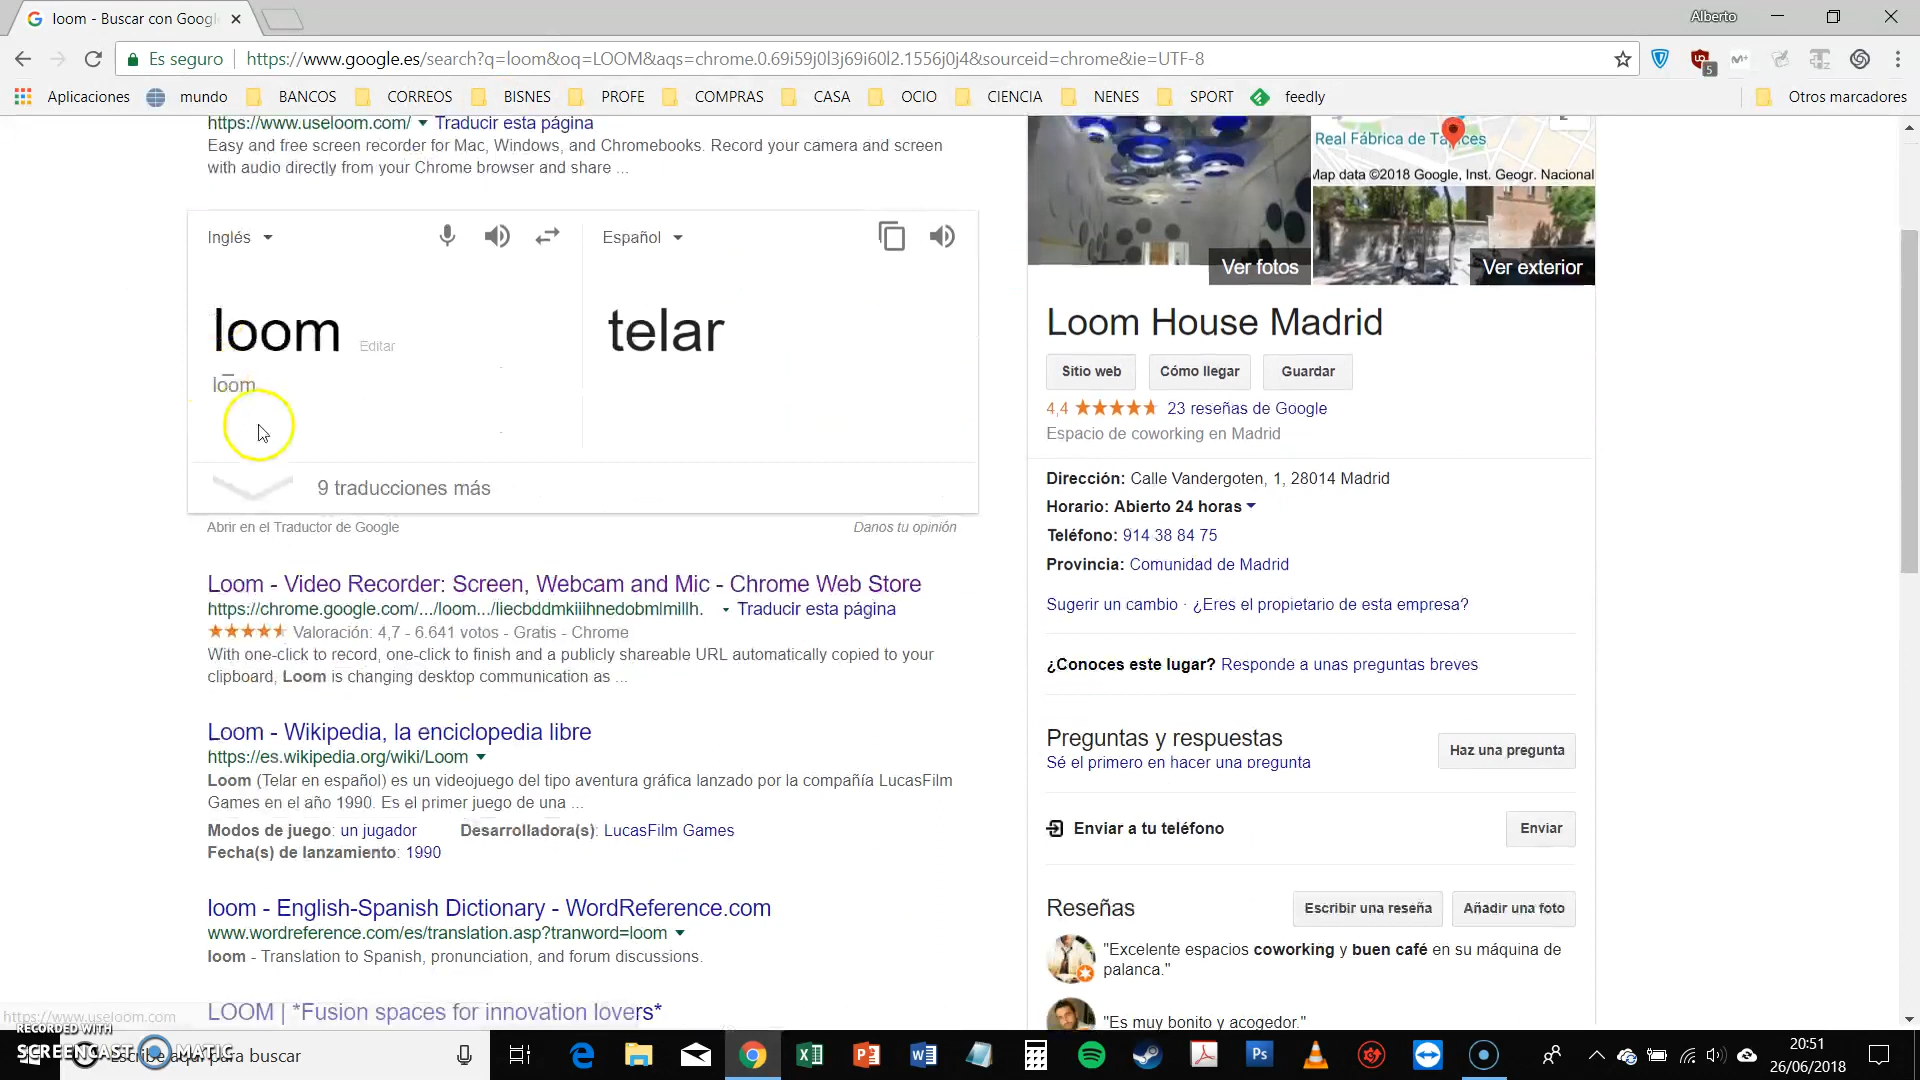 loom - Buscar con Google
Alberto
Es seguro
https://www.google.es/search?q=loom&oq=LOOM&aqs=chrome.0.69i59j0l3j69i60l2.1556j0j4&sourceid=chrome&ie=UTF-8
5
Aplicaciones mundo BANCOS CORREOS BISNES PROFE COMPRAS CASA OCIO CIENCIA NENES SPORT feedly Otros marcadores
https://www.useloom.com/ Traducir esta página
Easy and free screen recorder for Mac, Windows, and Chromebooks. Record your camera and screen
with audio directly from your Chrome browser and share ...
Inglés
Español
loom Editar
telar
lo͞om
9 traducciones más
Abrir en el Traductor de Google
Danos tu opinión
Loom - Video Recorder: Screen, Webcam and Mic - Chrome Web Store
https://chrome.google.com/.../loom.../liecbddmkiiihnedobmlmillh. Traducir esta página
Valoración: 4,7 - 6.641 votos - Gratis - Chrome
With one-click to record, one-click to finish and a publicly shareable URL automatically copied to your
clipboard, Loom is changing desktop communication as ...
Loom - Wikipedia, la enciclopedia libre
https://es.wikipedia.org/wiki/Loom
Loom (Telar en español) es un videojuego del tipo aventura gráfica lanzado por la compañía LucasFilm
Games en el año 1990. Es el primer juego de una ...
Modos de juego: un jugador Desarrolladora(s): LucasFilm Games
Fecha(s) de lanzamiento: 1990
loom - English-Spanish Dictionary - WordReference.com
www.wordreference.com/es/translation.asp?tranword=loom
loom - Translation to Spanish, pronunciation, and forum discussions.
LOOM | *Fusion spaces for innovation lovers*
https://www.useloom.com
Real Fábrica de Tapices
Map data ©2018 Google, Inst. Geogr. Nacional
Ver fotos
Ver exterior
Loom House Madrid
Sitio web Cómo llegar Guardar
4,4 23 reseñas de Google
Espacio de coworking en Madrid
Dirección: Calle Vandergoten, 1, 28014 Madrid
Horario: Abierto 24 horas
Teléfono: 914 38 84 75
Provincia: Comunidad de Madrid
Sugerir un cambio · ¿Eres el propietario de esta empresa?
¿Conoces este lugar? Responde a unas preguntas breves
Preguntas y respuestas
Haz una pregunta
Sé el primero en hacer una pregunta
Enviar a tu teléfono
Enviar
Reseñas
Escribir una reseña
Añadir una foto
"Excelente espacios coworking y buen café en su máquina de
palanca."
"Es muy bonito y acogedor."
RECORDED WITH
SCREENCAST MATIC
Escribe aquí para buscar
Ps
20:51
26/06/2018